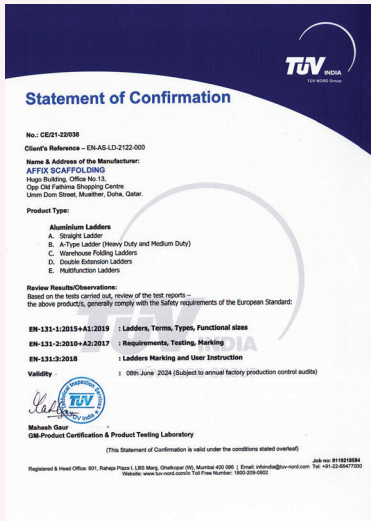 TÜV INDIA
TUV NORD Group
Statement of Confirmation
No.: CE/21-22/038
Client's Reference – EN-AS-LD-2122-000
Name & Address of the Manufacturer:
AFFIX SCAFFOLDING
Hugo Building. Office No.13,
Opp Old Fathima Shopping Centre
Umm Dom Street, Muaither, Doha, Qatar.
Product Type:
Aluminium Ladders
A. Straight Ladder
B. A-Type Ladder (Heavy Duty and Medium Duty)
C. Warehouse Folding Ladders
D. Double Extension Ladders
E. Multifunction Ladders
Review Results/Observations:
Based on the tests carried out, review of the test reports –
the above product/s, generally comply with the Safety requirements of the European Standard:
EN-131-1:2015+A1:2019 : Ladders, Terms, Types, Functional sizes
EN-131-2:2010+A2:2017 : Requirements, Testing, Marking
EN-131:3:2018 : Ladders Marking and User Instruction
Validity : 08th June 2024 (Subject to annual factory production control audits)
TÜV
Mahesh Gaur
GM-Product Certification & Product Testing Laboratory
(This Statement of Confirmation is valid under the conditions stated overleaf)
Job no: 8119218584
Registered & Head Office: 801, Raheja Plaza I, LBS Marg, Ghatkopar (W), Mumbai 400 086 | Email: infoindia@tuv-nord.com Tel: +91-22-66477000
Website: www.tuv-nord.com/in Toll Free Number: 1800-209-0902